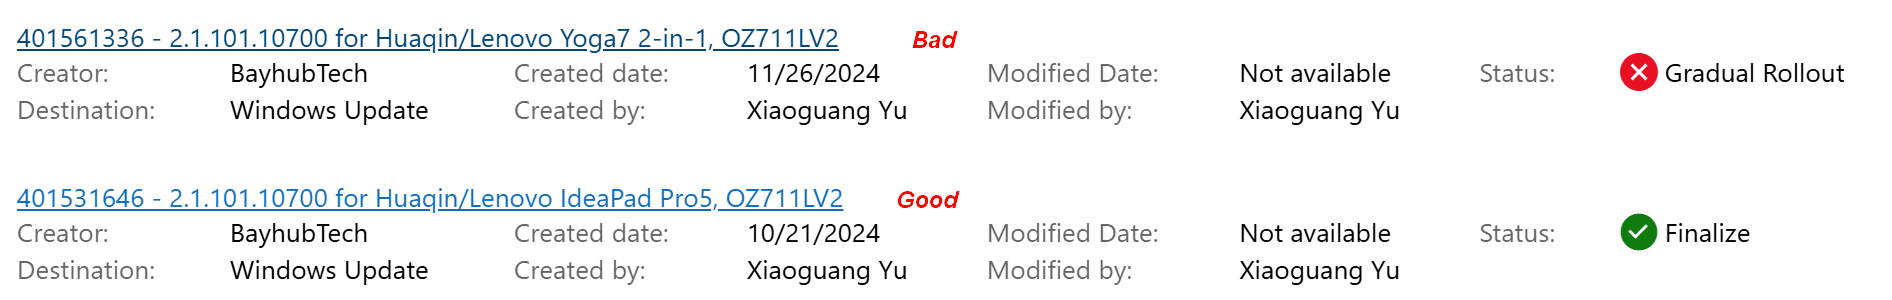 401561336 - 2.1.101.10700 for Huaqin/Lenovo Yoga7 2-in-1, OZ711LV2 Bad
Creator: BayhubTech Created date: 11/26/2024 Modified Date: Not available Status: Gradual Rollout
Destination: Windows Update Created by: Xiaoguang Yu Modified by: Xiaoguang Yu
401531646 - 2.1.101.10700 for Huaqin/Lenovo IdeaPad Pro5, OZ711LV2 Good
Creator: BayhubTech Created date: 10/21/2024 Modified Date: Not available Status: Finalize
Destination: Windows Update Created by: Xiaoguang Yu Modified by: Xiaoguang Yu